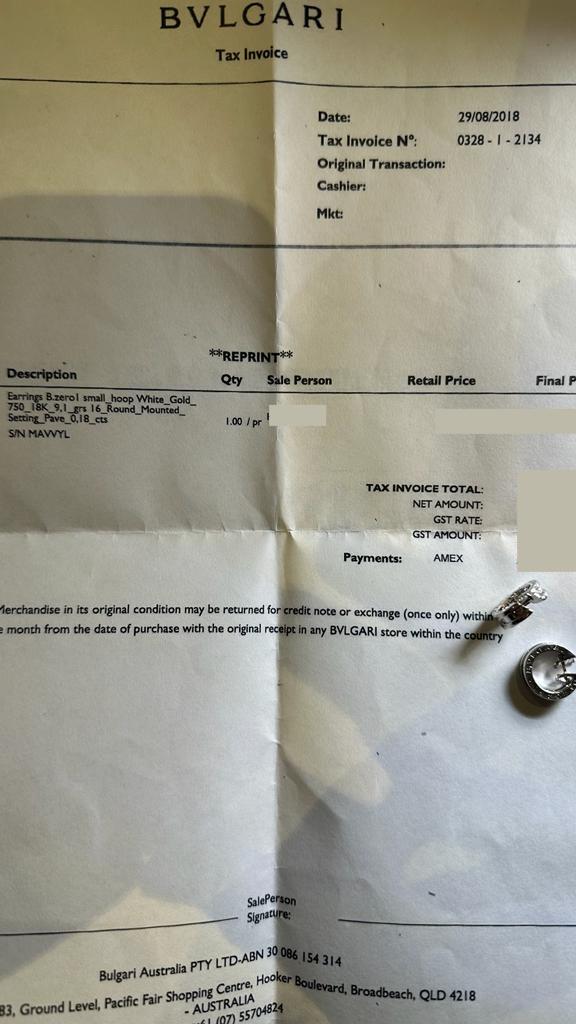 BVLGARI
Tax Invoice
Date: 29/08/2018
Tax Invoice Nº: 0328 - 1 - 2134
Original Transaction:
Cashier:
Mkt:
**REPRINT**
Description Qty Sale Person Retail Price Final P
Earrings B.zero1 small_hoop White_Gold_
750_18K_9,1_grs 16_Round_Mounted_
Setting_Pave_0,18_cts
1.00 / pr
S/N MAVVYL
TAX INVOICE TOTAL:
NET AMOUNT:
GST RATE:
GST AMOUNT:
Payments: AMEX
Merchandise in its original condition may be returned for credit note or exchange (once only) within
e month from the date of purchase with the original receipt in any BVLGARI store within the country
SalePerson
Signature:
Bulgari Australia PTY LTD-ABN 30 086 154 314
83, Ground Level, Pacific Fair Shopping Centre, Hooker Boulevard, Broadbeach, QLD 4218
- AUSTRALIA
(07) 55704824